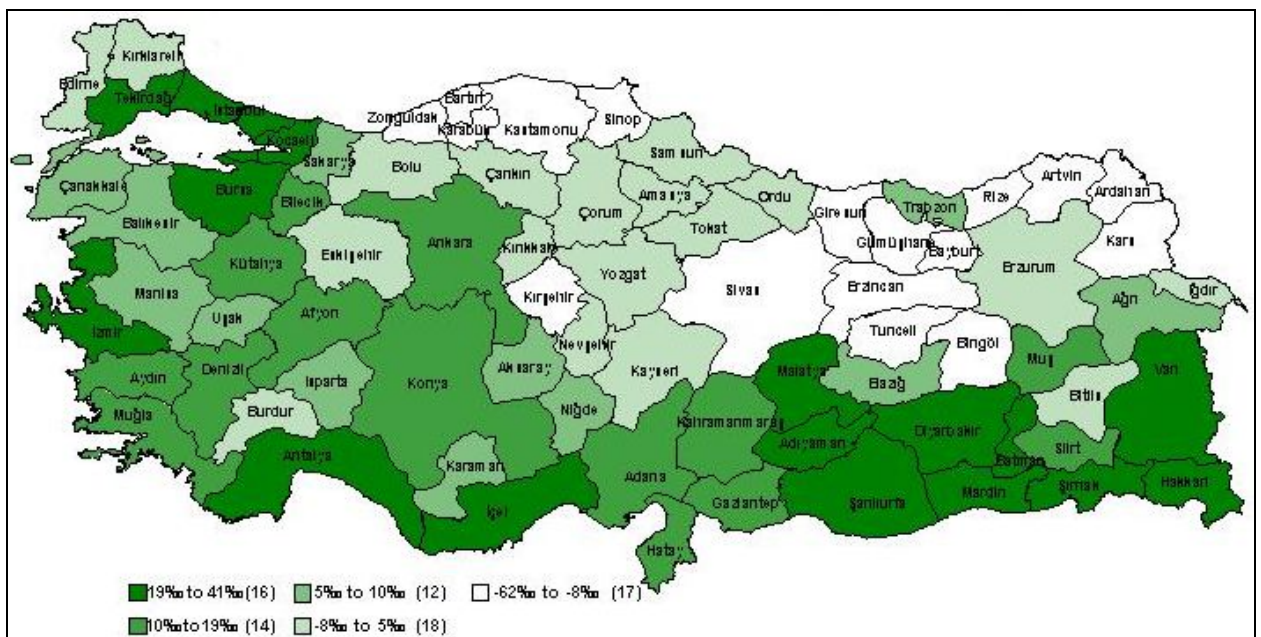 Kırklareli
Edirne
Tekirdağ
İstanbul
Kocaeli
Sakarya
Zonguldak
Bartın
Karabük
Kastamonu
Sinop
Samsun
Bolu
Çankırı
Çorum
Amasya
Ordu
Tokat
Giresun
Trabzon
Rize
Artvin
Ardahan
Gümüşhane
Bayburt
Kars
Erzurum
Iğdır
Ağrı
Çanakkale
Balıkesir
Bursa
Bilecik
Kütahya
Eskişehir
Ankara
Kırıkkale
Yozgat
Sivas
Erzincan
Tunceli
Bingöl
Muş
Van
Bitlis
Manisa
Uşak
Afyon
İzmir
Aydın
Denizli
Isparta
Konya
Aksaray
Kırşehir
Nevşehir
Kayseri
Malatya
Elazığ
Muğla
Burdur
Antalya
Karaman
Niğde
İçel
Adana
Kahramanmaraş
Adıyaman
Diyarbakır
Batman
Siirt
Gaziantep
Şanlıurfa
Mardin
Şırnak
Hakkari
Hatay
19‰ to 41‰ (16) 5‰ to 10‰ (12) -62‰ to -8‰ (17)
10‰ to 19‰ (14) -8‰ to 5‰ (18)